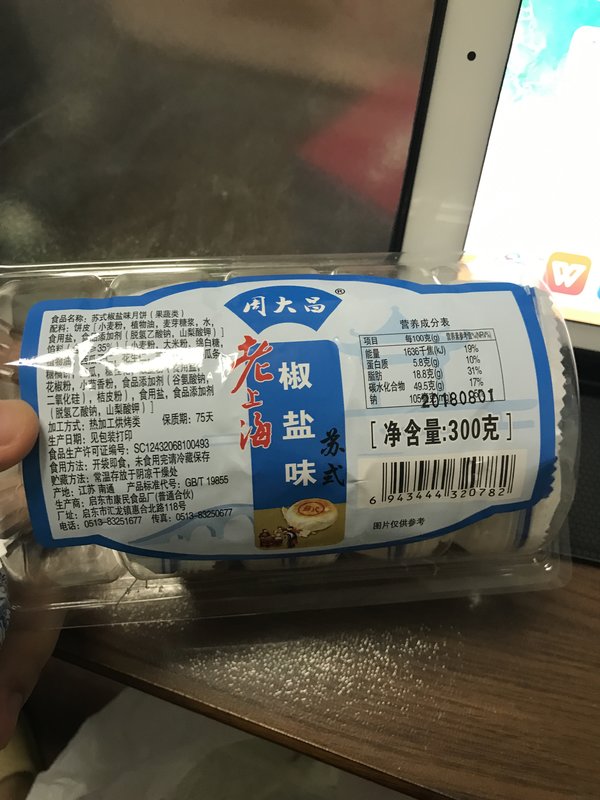 食品名称：苏式椒盐味月饼（果蔬类）
配料：饼皮［小麦粉，植物油，麦芽糖浆，水，
食用盐，食品添加剂（脱氢乙酸钠，山梨酸钾）］
小麦粉，大米粉，绵白糖，
花椒粉，小茴香粉，食品添加剂（谷氨酸钠，
二氧化硅），桔皮粉］，食用盐，食品添加剂
（脱氢乙酸钠，山梨酸钾）］
加工方式：热加工烘烤类 保质期：75天
生产日期：见包装打印
食品生产许可证编号：SC12432068100493
食用方法：开袋即食，未食用完请冷藏保存
贮藏方法：常温存放于阴凉干燥处
产地：江苏 南通 产品标准代号：GB/T 19855
生产商：启东市康民食品厂（普通合伙）
厂址：启东市汇龙镇惠台北路118号
电话：0513-83251677 传真：0513-83250677
周大昌®
老上海
椒盐味
苏式
营养成分表
项目 每100克(g) 营养素参考值%(NRV%)
能量 1636千焦(kJ) 19%
蛋白质 5.8克(g) 10%
脂肪 18.8克(g) 31%
碳水化合物 49.5克(g) 17%
钠
20180801
[净含量:300克]
6 943444 320782
图片仅供参考
W